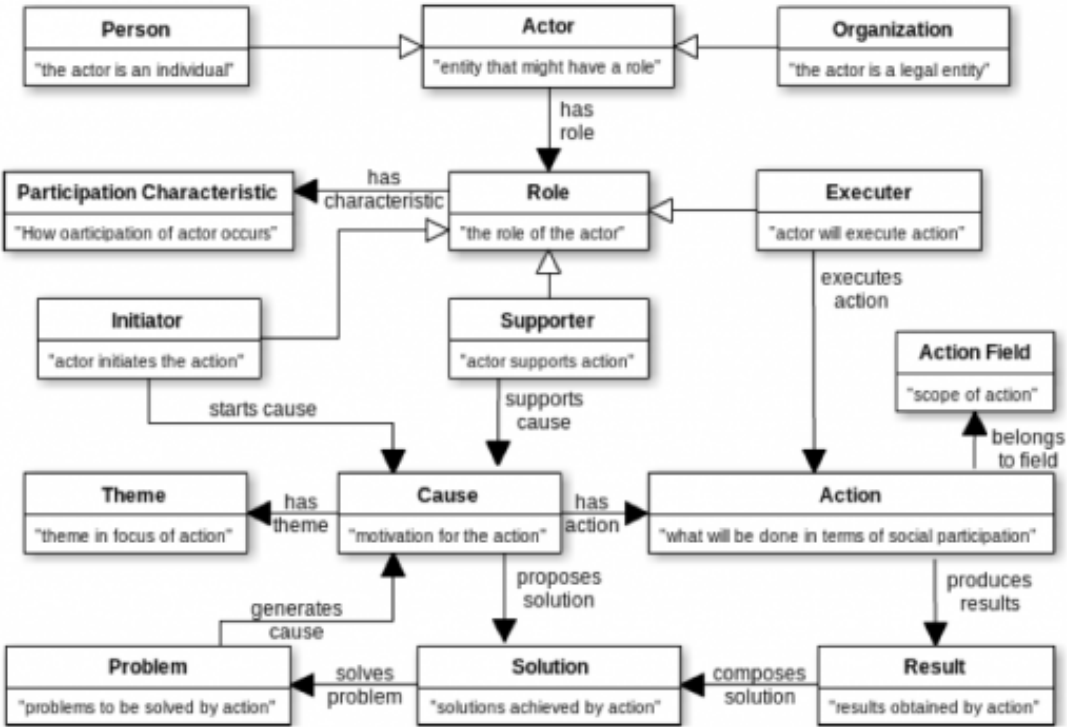 Person
"the actor is an individual"
Actor
"entity that might have a role"
Organization
"the actor is a legal entity"
has
role
Participation Characteristic
"How oarticipation of actor occurs"
has
characteristic
Role
"the role of the actor"
Executer
"actor will execute action"
executes
action
Initiator
"actor initiates the action"
Supporter
"actor supports action"
Action Field
"scope of action"
starts cause
supports
cause
belongs
to field
Theme
"theme in focus of action"
has
theme
Cause
"motivation for the action"
has
action
Action
"what will be done in terms of social participation"
generates
cause
proposes
solution
produces
results
Problem
"problems to be solved by action"
solves
problem
Solution
"solutions achieved by action"
composes
solution
Result
"results obtained by action"